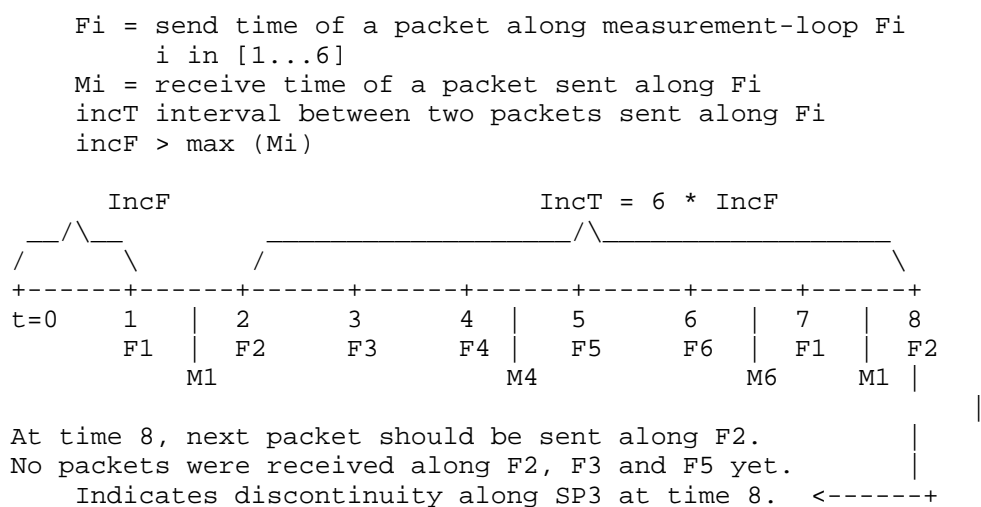 Fi = send time of a packet along measurement-loop Fi
i in [1...6]
Mi = receive time of a packet sent along Fi
incT interval between two packets sent along Fi
incF > max (Mi)
IncF IncT = 6 * IncF
__/\__ _____________________/\___________________
/ \ / \
+------+------+------+------+------+------+------+------+
t=0 1 | 2 3 4 | 5 6 | 7 | 8
F1 | F2 F3 F4 | F5 F6 | F1 | F2
M1 M4 M6 M1 |
|
At time 8, next packet should be sent along F2. |
No packets were received along F2, F3 and F5 yet. |
Indicates discontinuity along SP3 at time 8. <------+